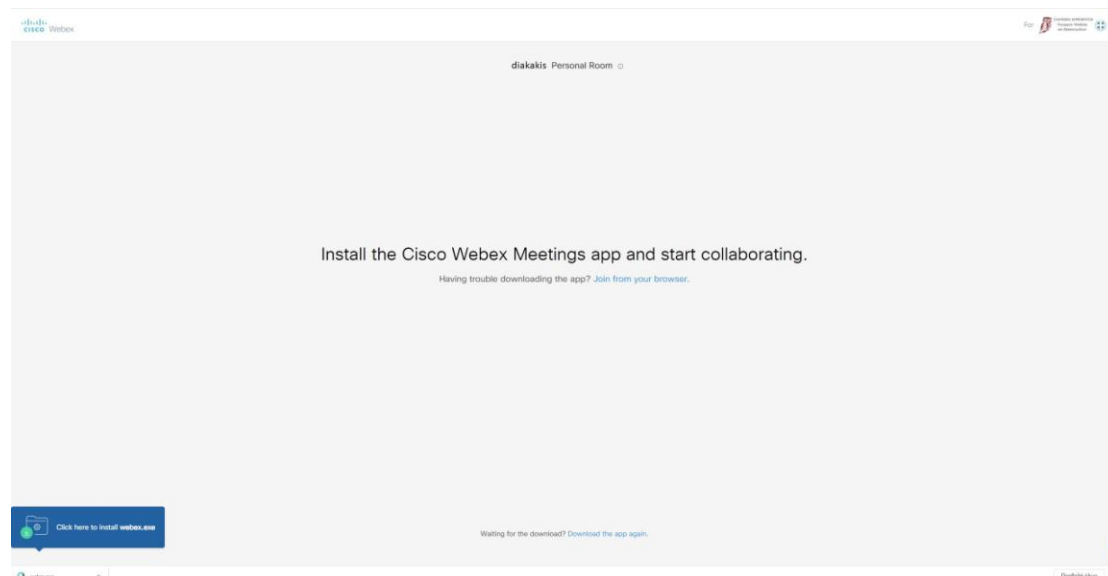 cisco Webex
For
diakakis Personal Room
Install the Cisco Webex Meetings app and start collaborating.
Having trouble downloading the app? Join from your browser.
Click here to install webex.exe
Waiting for the download? Download the app again.